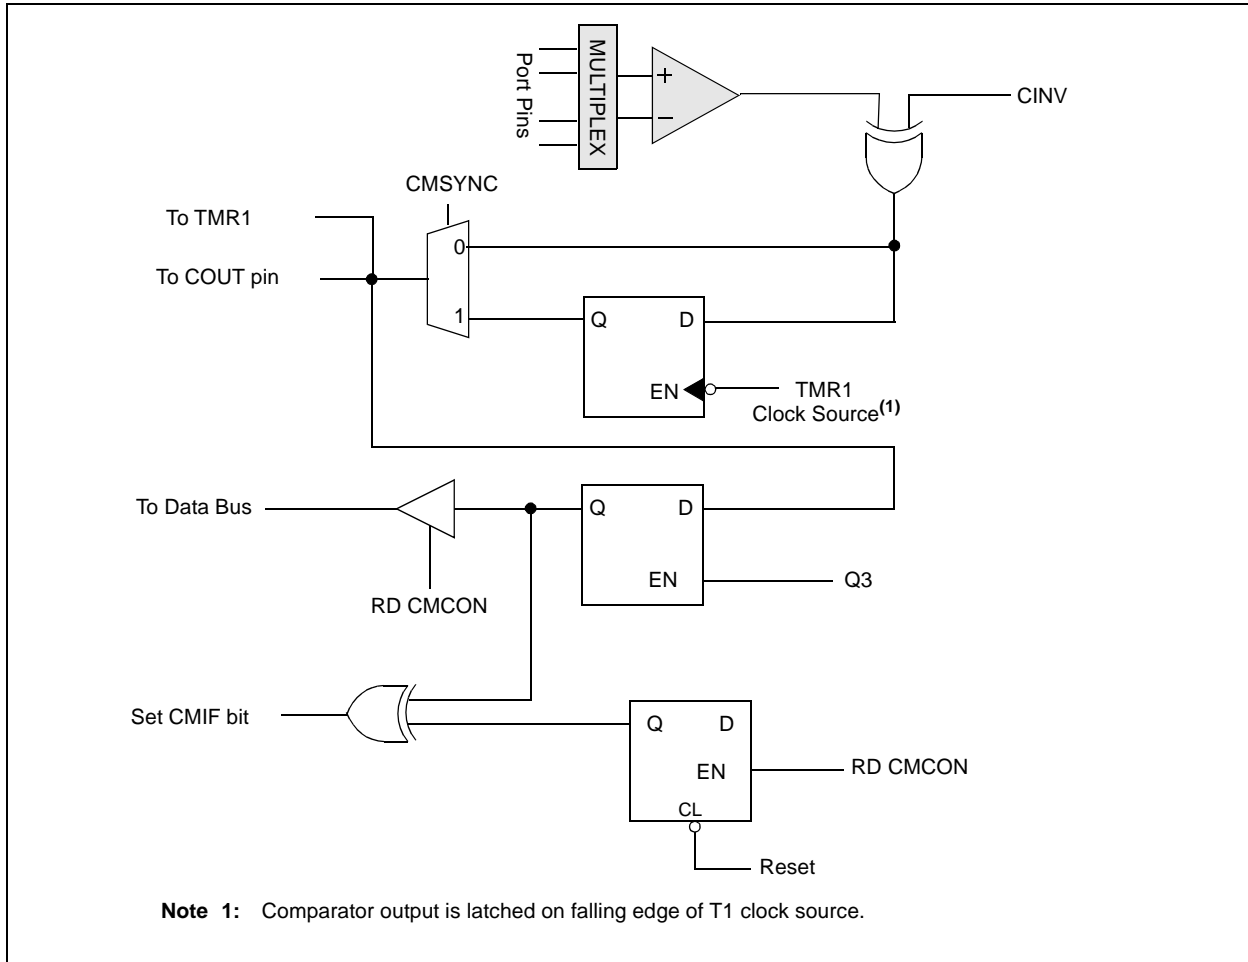 Port Pins
MULTIPLEX
+
−
CINV
CMSYNC
To TMR1
0
To COUT pin
1
Q
D
EN
TMR1
Clock Source(1)
To Data Bus
Q
D
EN
Q3
RD CMCON
Set CMIF bit
Q
D
EN
RD CMCON
CL
Reset
Note 1: Comparator output is latched on falling edge of T1 clock source.